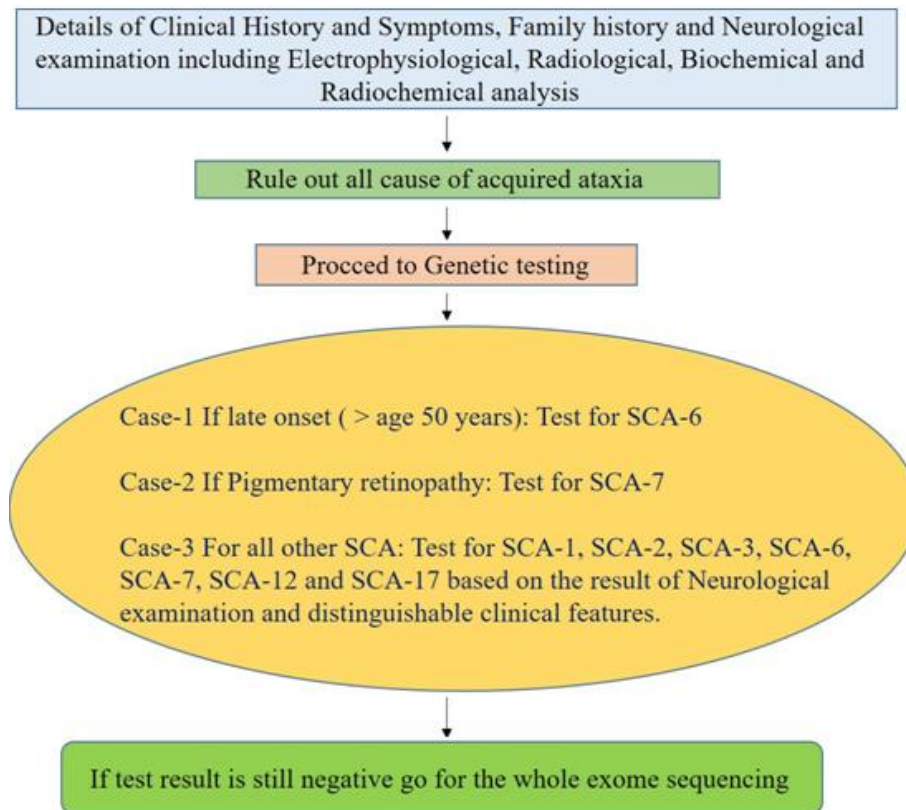 Details of Clinical History and Symptoms, Family history and Neurological
examination including Electrophysiological, Radiological, Biochemical and
Radiochemical analysis
Rule out all cause of acquired ataxia
Procced to Genetic testing
Case-1 If late onset ( > age 50 years): Test for SCA-6
Case-2 If Pigmentary retinopathy: Test for SCA-7
Case-3 For all other SCA: Test for SCA-1, SCA-2, SCA-3, SCA-6,
SCA-7, SCA-12 and SCA-17 based on the result of Neurological
examination and distinguishable clinical features.
If test result is still negative go for the whole exome sequencing